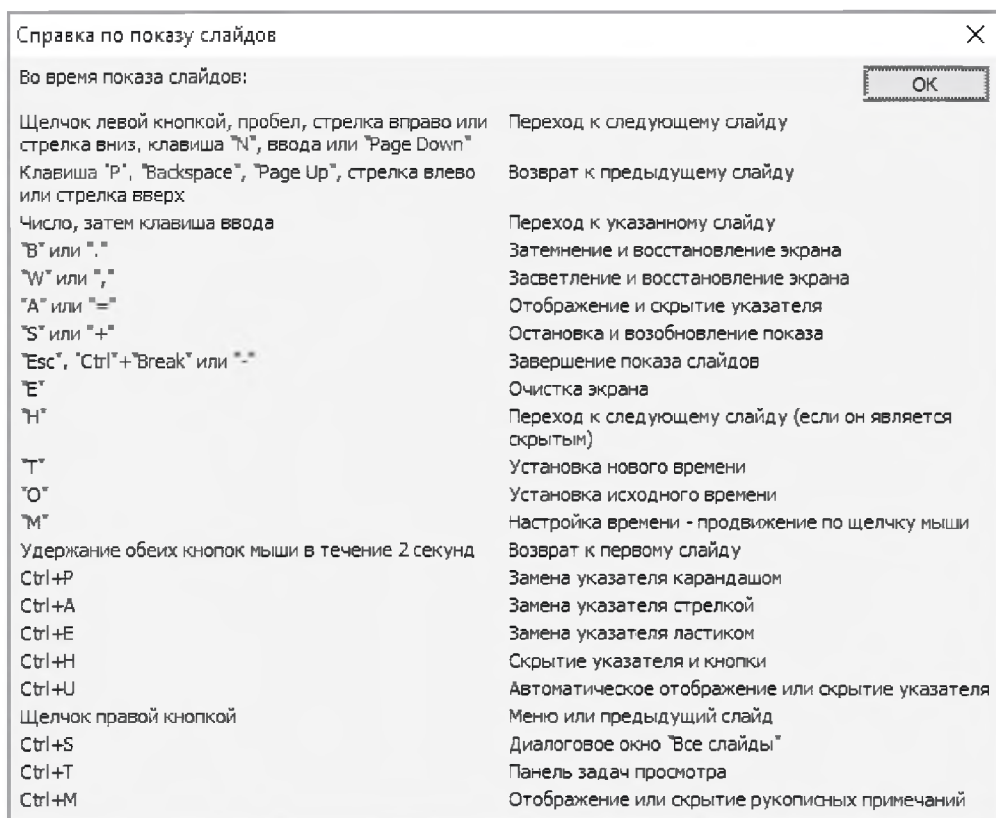 Справка по показу слайдов
Во время показа слайдов:
OK
Щелчок левой кнопкой, пробел, стрелка вправо или Переход к следующему слайду
стрелка вниз, клавиша "N", ввода или "Page Down"
Клавиша "P", "Backspace", "Page Up", стрелка влево Возврат к предыдущему слайду
или стрелка вверх
Число, затем клавиша ввода Переход к указанному слайду
"B" или "." Затемнение и восстановление экрана
"W" или "," Засветление и восстановление экрана
"A" или "=" Отображение и скрытие указателя
"S" или "+" Остановка и возобновление показа
"Esc", "Ctrl"+"Break" или "-" Завершение показа слайдов
"E" Очистка экрана
"H" Переход к следующему слайду (если он является
скрытым)
"T" Установка нового времени
"O" Установка исходного времени
"M" Настройка времени - продвижение по щелчку мыши
Удержание обеих кнопок мыши в течение 2 секунд Возврат к первому слайду
Ctrl+P Замена указателя карандашом
Ctrl+A Замена указателя стрелкой
Ctrl+E Замена указателя ластиком
Ctrl+H Скрытие указателя и кнопки
Ctrl+U Автоматическое отображение или скрытие указателя
Щелчок правой кнопкой Меню или предыдущий слайд
Ctrl+S Диалоговое окно "Все слайды"
Ctrl+T Панель задач просмотра
Ctrl+M Отображение или скрытие рукописных примечаний